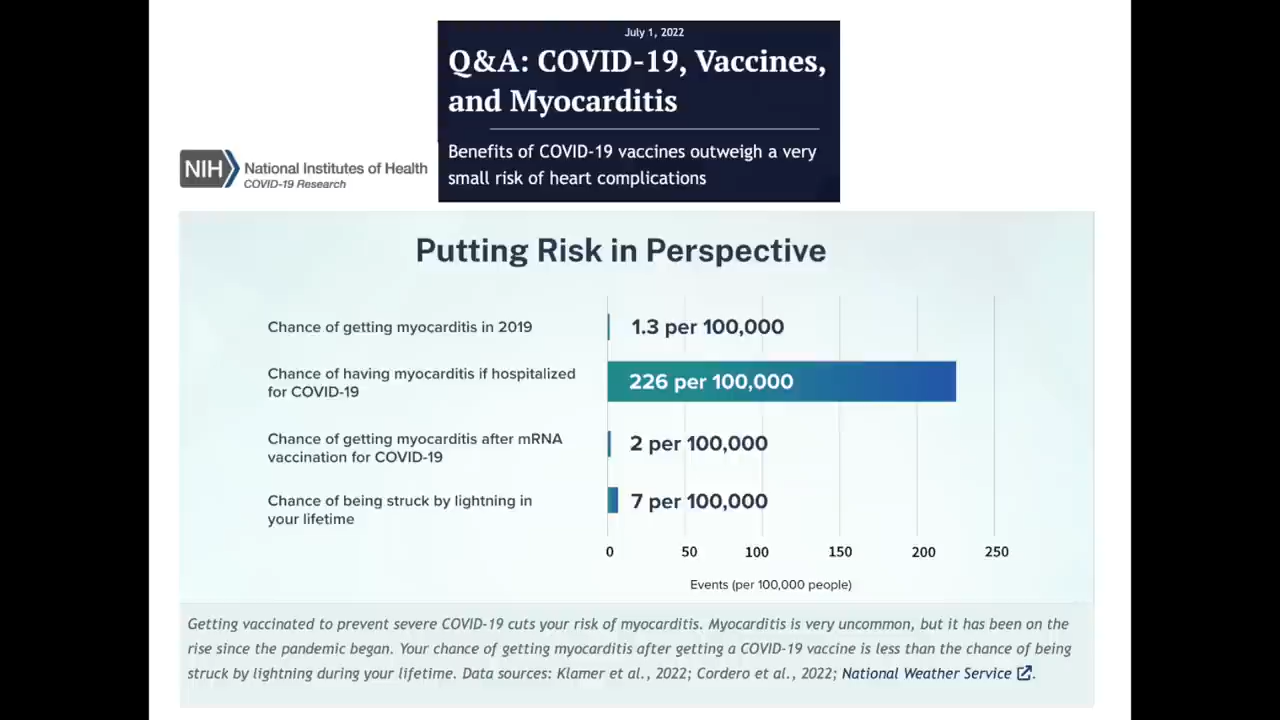 July 1, 2022
Q&A: COVID-19, Vaccines,
and Myocarditis
Benefits of COVID-19 vaccines outweigh a very
small risk of heart complications
NIH
National Institutes of Health
COVID-19 Research
Putting Risk in Perspective
Chance of getting myocarditis in 2019
1.3 per 100,000
Chance of having myocarditis if hospitalized
for COVID-19
226 per 100,000
Chance of getting myocarditis after mRNA
vaccination for COVID-19
2 per 100,000
Chance of being struck by lightning in
your lifetime
7 per 100,000
0 50 100 150 200 250
Events (per 100,000 people)
Getting vaccinated to prevent severe COVID-19 cuts your risk of myocarditis. Myocarditis is very uncommon, but it has been on the
rise since the pandemic began. Your chance of getting myocarditis after getting a COVID-19 vaccine is less than the chance of being
struck by lightning during your lifetime. Data sources: Klamer et al., 2022; Cordero et al., 2022; National Weather Service.